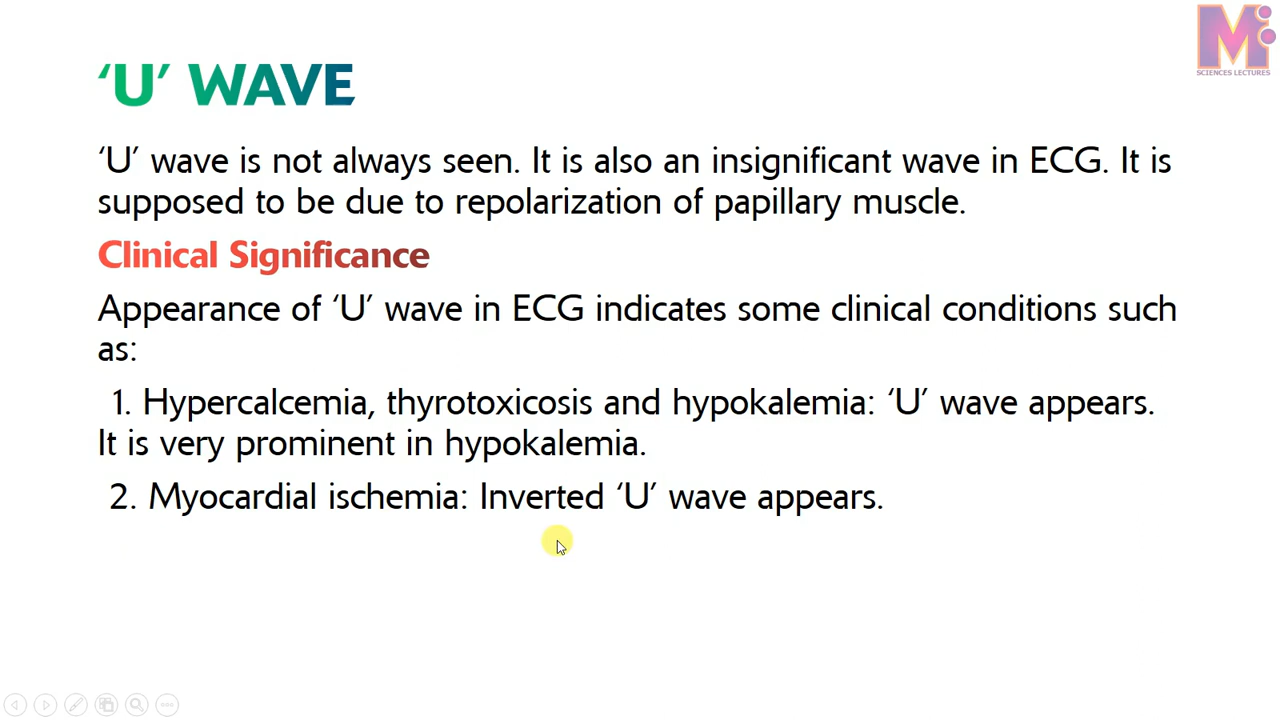 M
SCIENCES LECTURES
‘U’ WAVE
‘U’ wave is not always seen. It is also an insignificant wave in ECG. It is
supposed to be due to repolarization of papillary muscle.
Clinical Significance
Appearance of ‘U’ wave in ECG indicates some clinical conditions such
as:
1. Hypercalcemia, thyrotoxicosis and hypokalemia: ‘U’ wave appears.
It is very prominent in hypokalemia.
2. Myocardial ischemia: Inverted ‘U’ wave appears.